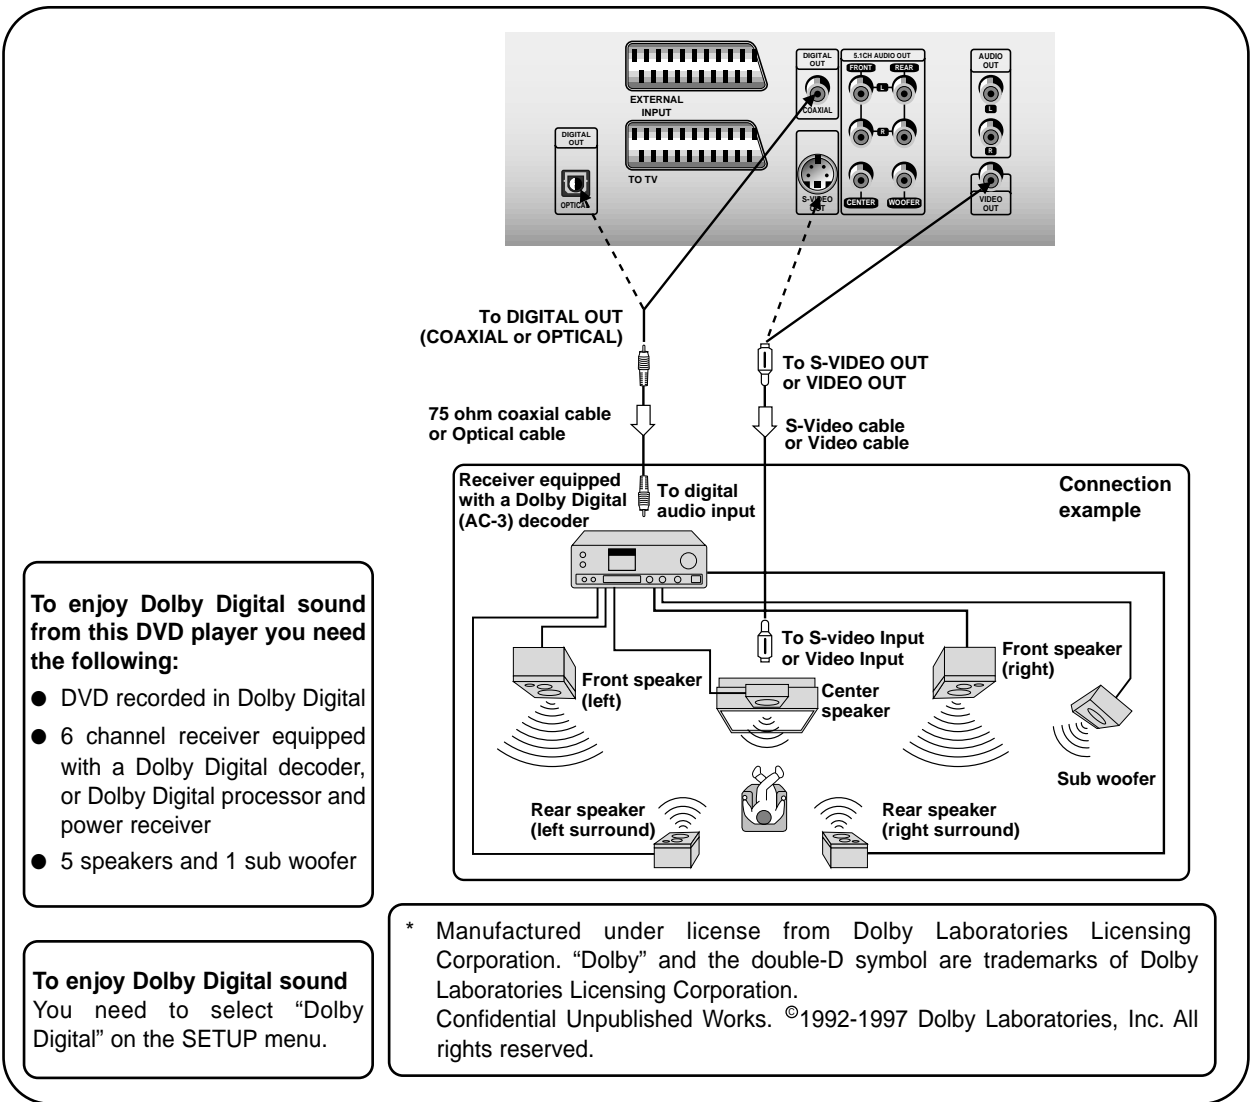 DIGITAL
OUT
OPTICAL
EXTERNAL
INPUT
TO TV
DIGITAL
OUT
COAXIAL
S-VIDEO
OUT
5.1CH AUDIO OUT
FRONT
REAR
L
R
CENTER
WOOFER
AUDIO
OUT
L
R
VIDEO
OUT
To DIGITAL OUT
(COAXIAL or OPTICAL)
To S-VIDEO OUT
or VIDEO OUT
75 ohm coaxial cable
or Optical cable
S-Video cable
or Video cable
Receiver equipped
with a Dolby Digital
(AC-3) decoder
To digital
audio input
Connection
example
To S-video Input
or Video Input
Front speaker
(left)
Center
speaker
Front speaker
(right)
Sub woofer
Rear speaker
(left surround)
Rear speaker
(right surround)
To enjoy Dolby Digital sound
from this DVD player you need
the following:
● DVD recorded in Dolby Digital
● 6 channel receiver equipped
with a Dolby Digital decoder,
or Dolby Digital processor and
power receiver
● 5 speakers and 1 sub woofer
To enjoy Dolby Digital sound
You need to select “Dolby
Digital” on the SETUP menu.
* Manufactured under license from Dolby Laboratories Licensing
Corporation. “Dolby” and the double-D symbol are trademarks of Dolby
Laboratories Licensing Corporation.
Confidential Unpublished Works. ©1992-1997 Dolby Laboratories, Inc. All
rights reserved.